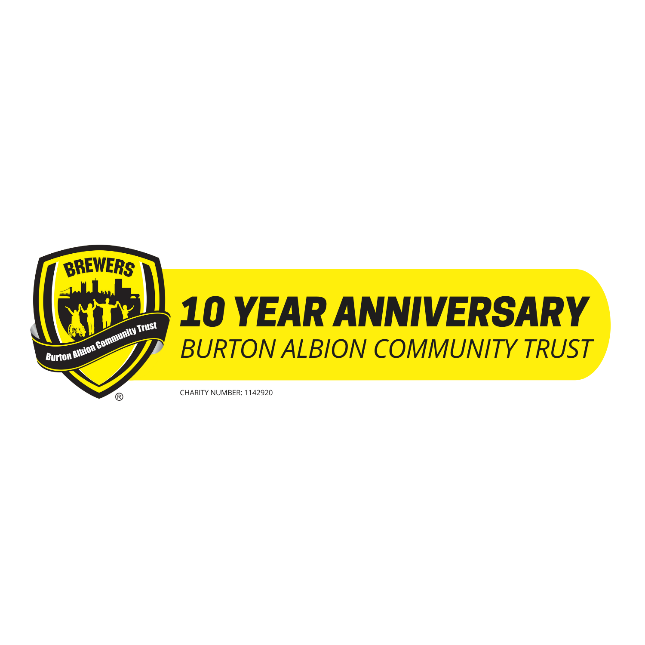 BREWERS
Burton Albion Community Trust
10 YEAR ANNIVERSARY
BURTON ALBION COMMUNITY TRUST
®
CHARITY NUMBER: 1142920